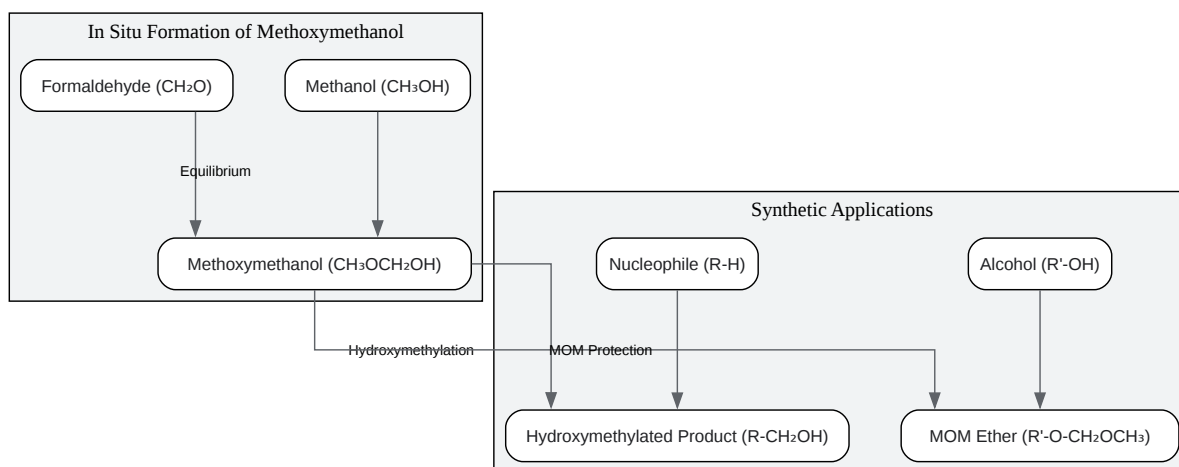 In Situ Formation of Methoxymethanol
Formaldehyde (CH₂O)
Methanol (CH₃OH)
Equilibrium
Methoxymethanol (CH₃OCH₂OH)
Synthetic Applications
Nucleophile (R-H)
Alcohol (R'-OH)
Hydroxymethylation
MOM Protection
Hydroxymethylated Product (R-CH₂OH)
MOM Ether (R'-O-CH₂OCH₃)